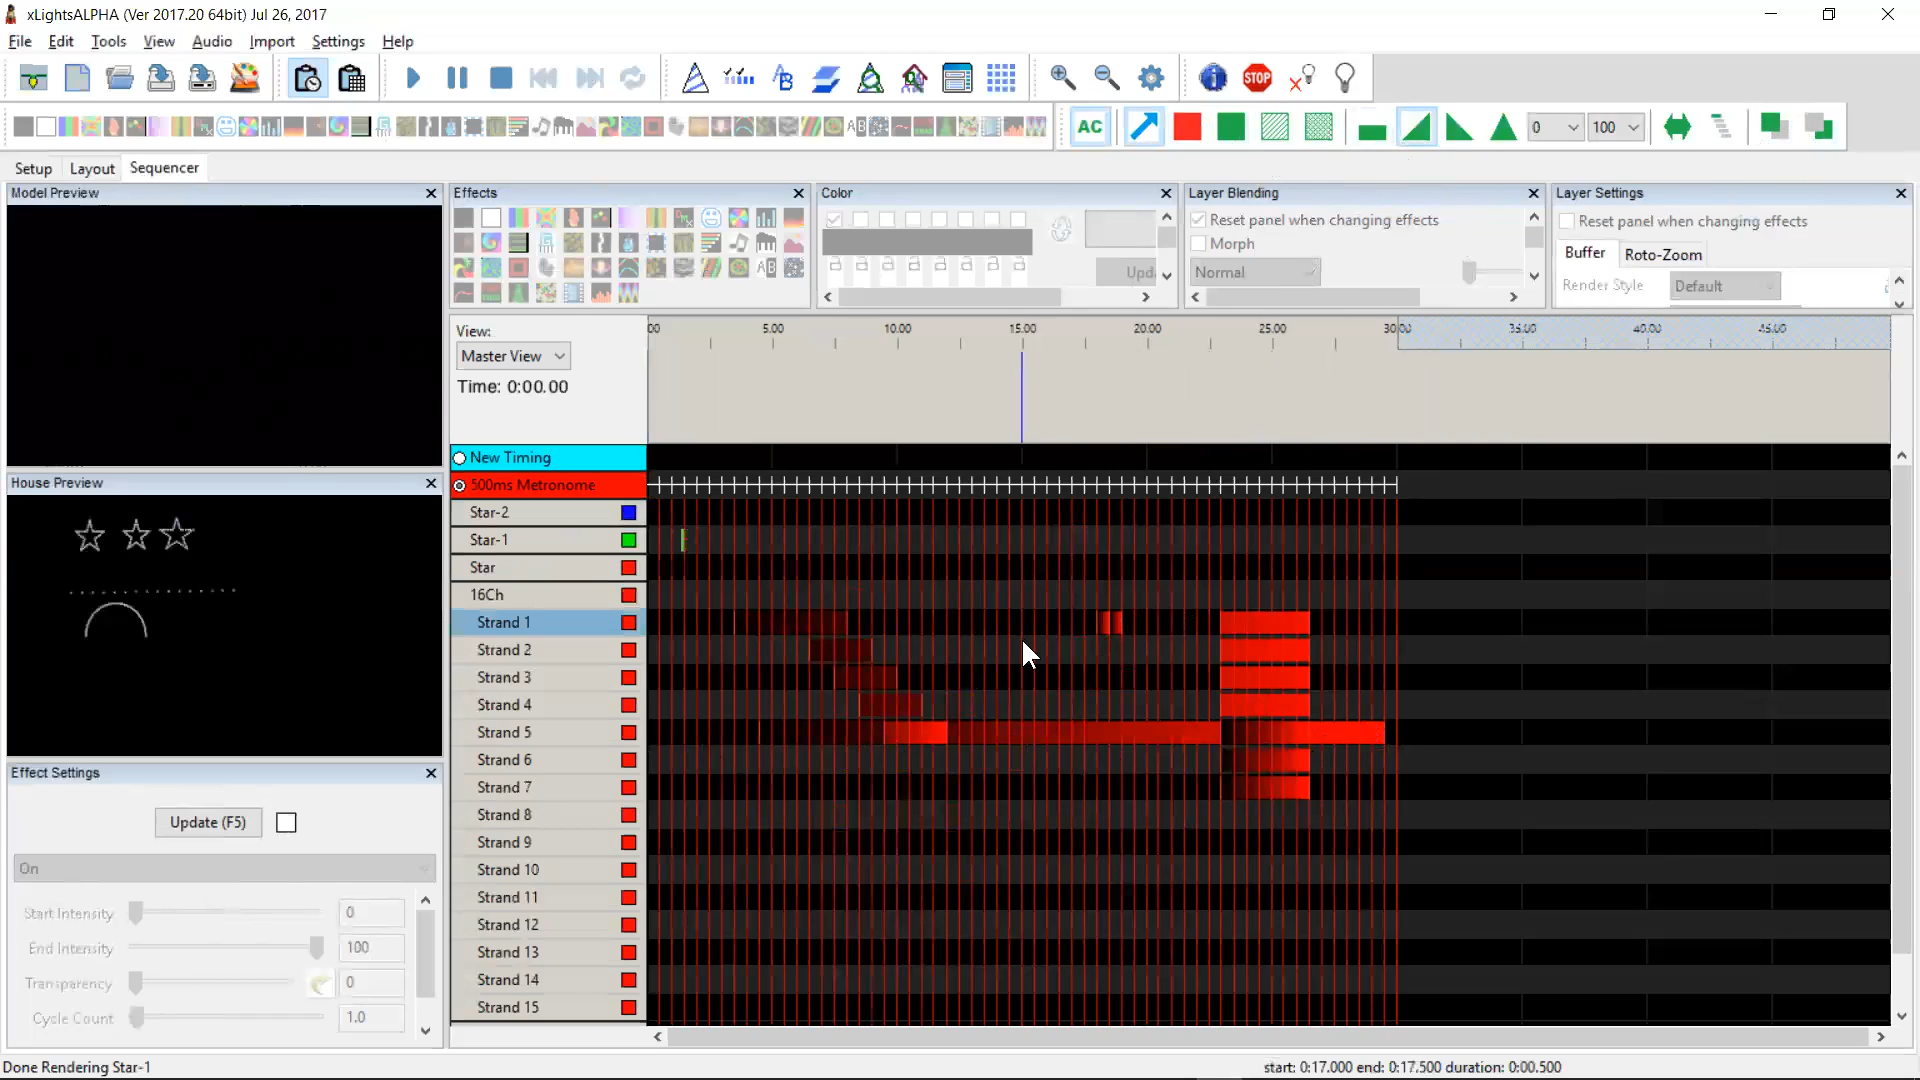 xLightsALPHA (Ver 2017.20 64bit) Jul 26, 2017
File Edit Tools View Audio Import Settings Help
AC 0 100
Setup Layout Sequencer
Model Preview
Effects
Color
Upd
Layer Blending
Reset panel when changing effects
Morph
Normal
Layer Settings
Reset panel when changing effects
Buffer Roto-Zoom
Render Style Default
View:
Master View
Time: 0:00.00
00 5.00 10.00 15.00 20.00 25.00 30.00 35.00 40.00 45.00
House Preview
New Timing
500ms Metronome
Star-2
Star-1
Star
16Ch
Strand 1
Strand 2
Strand 3
Strand 4
Strand 5
Strand 6
Strand 7
Strand 8
Strand 9
Strand 10
Strand 11
Strand 12
Strand 13
Strand 14
Strand 15
Effect Settings
Update (F5)
On
Start Intensity 0
End Intensity 100
Transparency 0
Cycle Count 1.0
Done Rendering Star-1
start: 0:17.000 end: 0:17.500 duration: 0:00.500